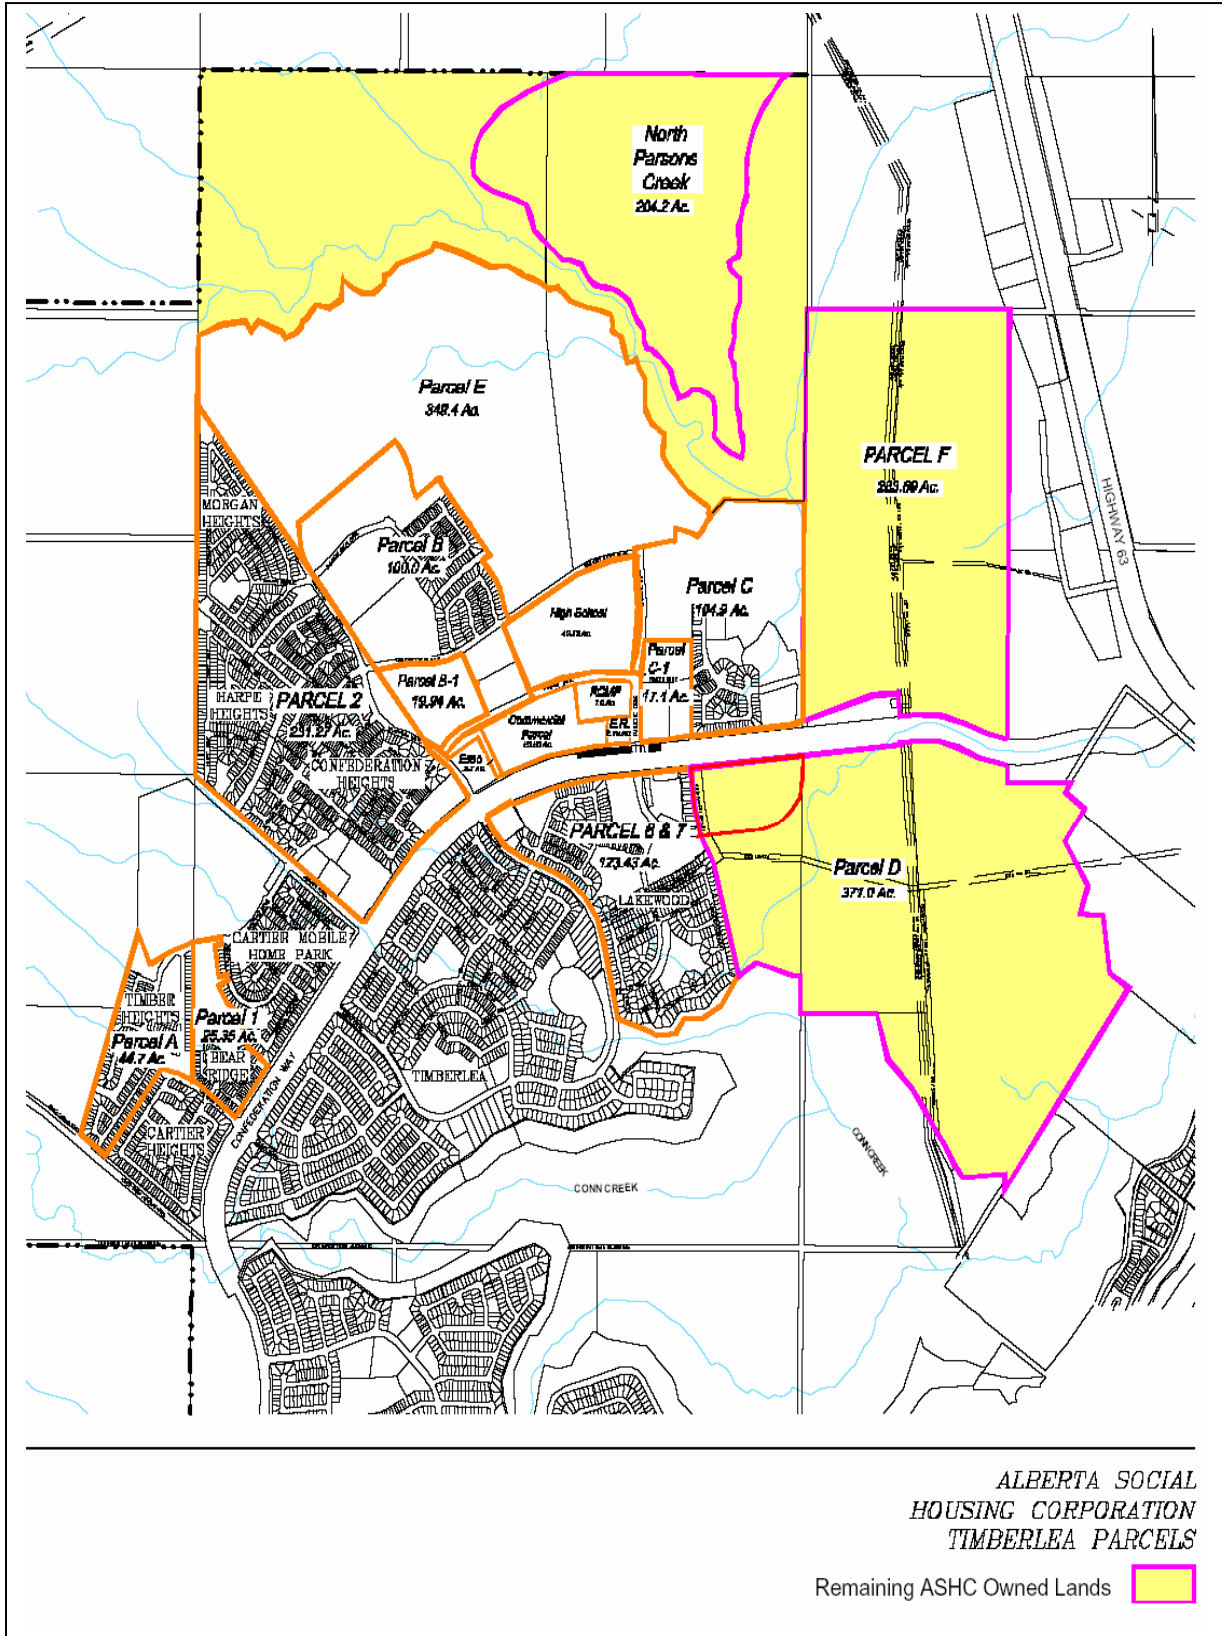 North
Parsons
Creek
204.2 Ac.
Parcel E
349.4 Ac.
PARCEL F
HIGHWAY 63
MORGAN
HEIGHTS
Parcel B
100.0 Ac.
High School
Parcel C
104.9 Ac.
Parcel
C-1
17.1 Ac.
Parcel B-1
19.94 Ac.
HARPE
HEIGHTS
PARCEL 2
231.27 Ac.
RCMP
Commercial
Parcel
E.R.
Esso
CONFEDERATION
HEIGHTS
PARCEL 6 & 7
123.43 Ac.
LAKEWOOD
Parcel D
371.0 Ac.
CARTIER MOBILE
HOME PARK
TIMBER
HEIGHTS
Parcel A
44.7 Ac.
Parcel 1
25.35 Ac.
BEAR
RIDGE
CARTIER
HEIGHTS
CONFEDERATION WAY
TIMBERLEA
CONN CREEK
CONN CREEK
ALBERTA SOCIAL
HOUSING CORPORATION
TIMBERLEA PARCELS
Remaining ASHC Owned Lands